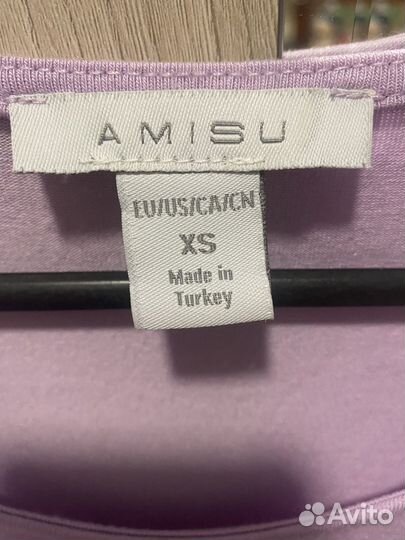 AMISU
EU/US/CA/CN
XS
Made in
Turkey
Avito